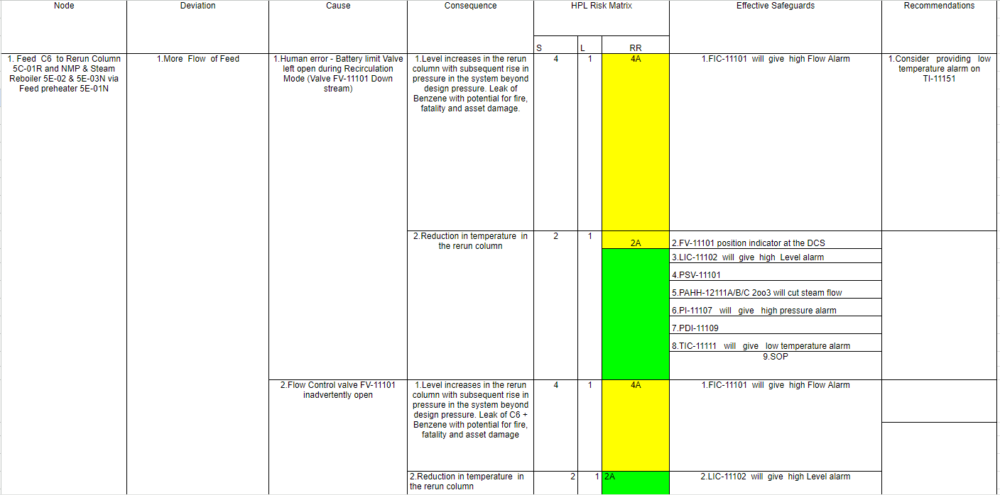 Node Deviation Cause Consequence HPL Risk Matrix Effective Safeguards Recommendations
S L RR
1. Feed C6 to Rerun Column
5C-01R and NMP & Steam
Reboiler 5E-02 & 5E-03N via
Feed preheater 5E-01N
1.More Flow of Feed
1.Human error - Battery limit Valve
left open during Recirculation
Mode (Valve FV-11101 Down
stream)
1.Level increases in the rerun
column with subsequent rise in
pressure in the system beyond
design pressure. Leak of
Benzene with potential for fire,
fatality and asset damage.
4 1 4A
1.FIC-11101 will give high Flow Alarm
1.Consider providing low
temperature alarm on
TI-11151
2.Reduction in temperature in
the rerun column
2 1 2A
2.FV-11101 position indicator at the DCS
3.LIC-11102 will give high Level alarm
4.PSV-11101
5.PAHH-12111A/B/C 2oo3 will cut steam flow
6.PI-11107 will give high pressure alarm
7.PDI-11109
8.TIC-11111 will give low temperature alarm
9.SOP
2.Flow Control valve FV-11101
inadvertently open
1.Level increases in the rerun
column with subsequent rise in
pressure in the system beyond
design pressure. Leak of C6 +
Benzene with potential for fire,
fatality and asset damage
4 1 4A
1.FIC-11101 will give high Flow Alarm
2.Reduction in temperature in
the rerun column
2 1 2A
2.LIC-11102 will give high Level alarm